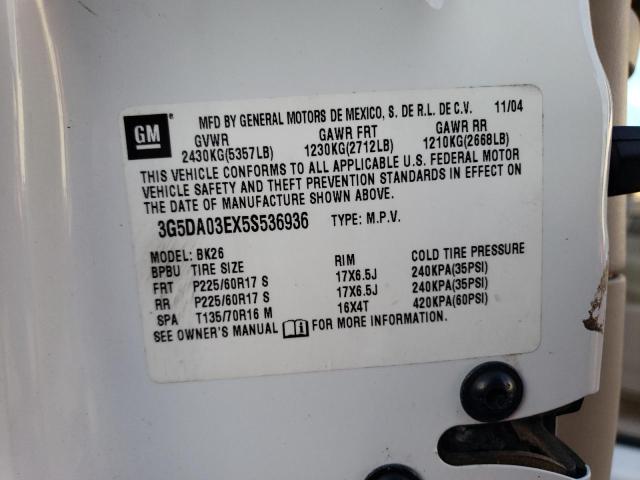 GM
MFD BY GENERAL MOTORS DE MEXICO, S. DE R.L. DE C.V. 11/04
GVWR GAWR FRT GAWR RR
2430KG(5357LB) 1230KG(2712LB) 1210KG(2668LB)
THIS VEHICLE CONFORMS TO ALL APPLICABLE U.S. FEDERAL MOTOR
VEHICLE SAFETY AND THEFT PREVENTION STANDARDS IN EFFECT ON
THE DATE OF MANUFACTURE SHOWN ABOVE.
3G5DA03EX5S536936 TYPE: M.P.V.
MODEL: BK26
BPBU TIRE SIZE RIM COLD TIRE PRESSURE
FRT P225/60R17 S 17X6.5J 240KPA(35PSI)
RR P225/60R17 S 17X6.5J 240KPA(35PSI)
SPA T135/70R16 M 16X4T 420KPA(60PSI)
SEE OWNER'S MANUAL FOR MORE INFORMATION.